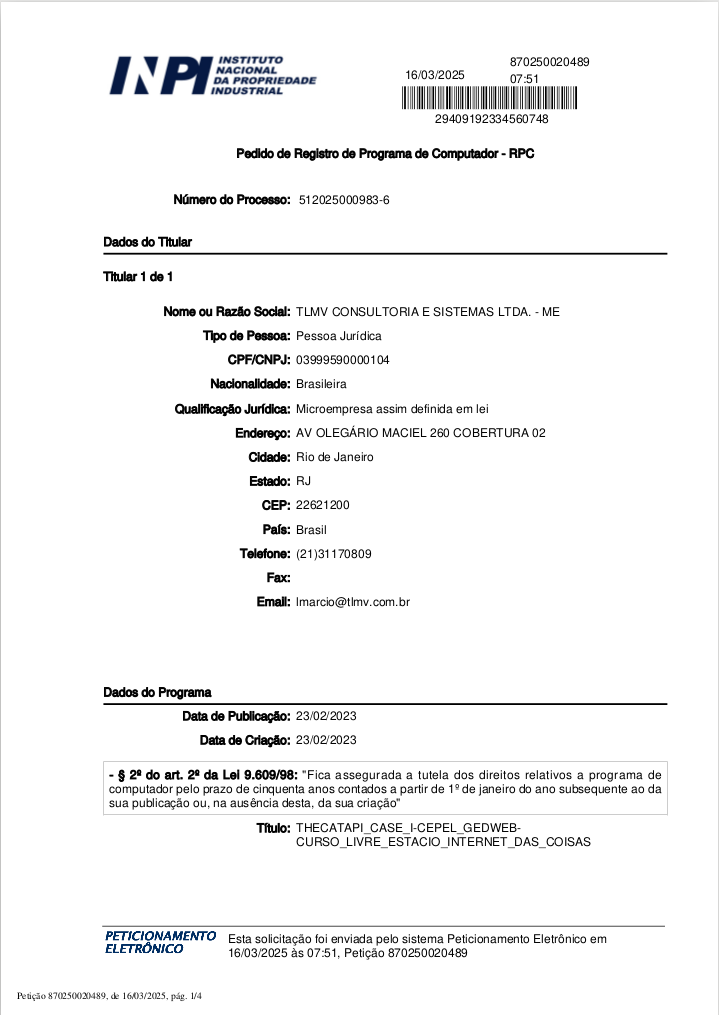 INPI INSTITUTO
NACIONAL
DA PROPRIEDADE
INDUSTRIAL
870250020489
16/03/2025
07:51
29409192334560748
Pedido de Registro de Programa de Computador - RPC
Número do Processo: 512025000983-6
Dados do Titular
Titular 1 de 1
Nome ou Razão Social: TLMV CONSULTORIA E SISTEMAS LTDA. - ME
Tipo de Pessoa: Pessoa Jurídica
CPF/CNPJ: 03999590000104
Nacionalidade: Brasileira
Qualificação Jurídica: Microempresa assim definida em lei
Endereço: AV OLEGÁRIO MACIEL 260 COBERTURA 02
Cidade: Rio de Janeiro
Estado: RJ
CEP: 22621200
País: Brasil
Telefone: (21)31170809
Fax:
Email: lmarcio@tlmv.com.br
Dados do Programa
Data de Publicação: 23/02/2023
Data de Criação: 23/02/2023
- § 2º do art. 2º da Lei 9.609/98: "Fica assegurada a tutela dos direitos relativos a programa de
computador pelo prazo de cinquenta anos contados a partir de 1º de janeiro do ano subsequente ao da
sua publicação ou, na ausência desta, da sua criação"
Título: THECATAPI_CASE_I-CEPEL_GEDWEB-
CURSO_LIVRE_ESTACIO_INTERNET_DAS_COISAS
PETICIONAMENTO
ELETRÔNICO
Esta solicitação foi enviada pelo sistema Peticionamento Eletrônico em
16/03/2025 às 07:51, Petição 870250020489
Petição 870250020489, de 16/03/2025, pág. 1/4